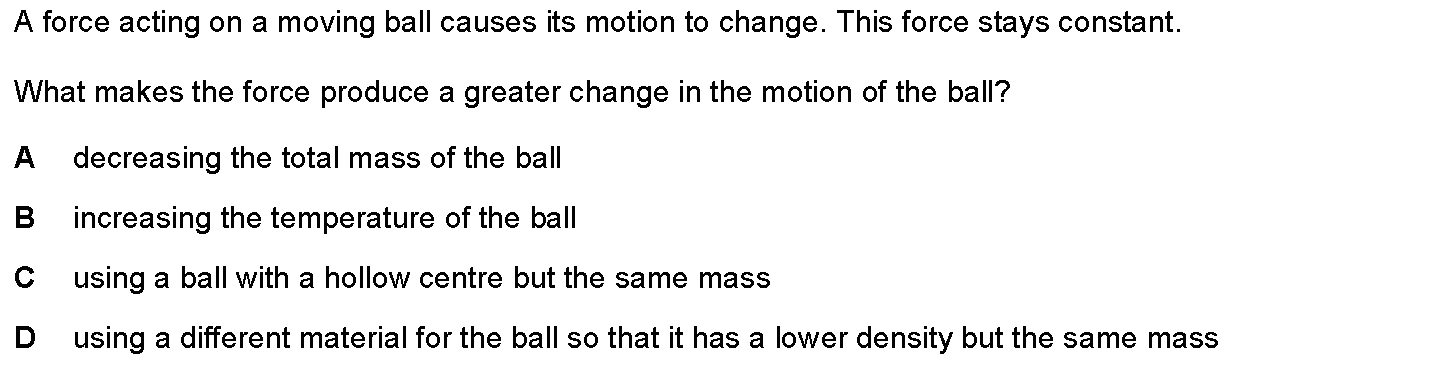 A force acting on a moving ball causes its motion to change. This force stays constant.
What makes the force produce a greater change in the motion of the ball?
A decreasing the total mass of the ball
B increasing the temperature of the ball
C using a ball with a hollow centre but the same mass
D using a different material for the ball so that it has a lower density but the same mass